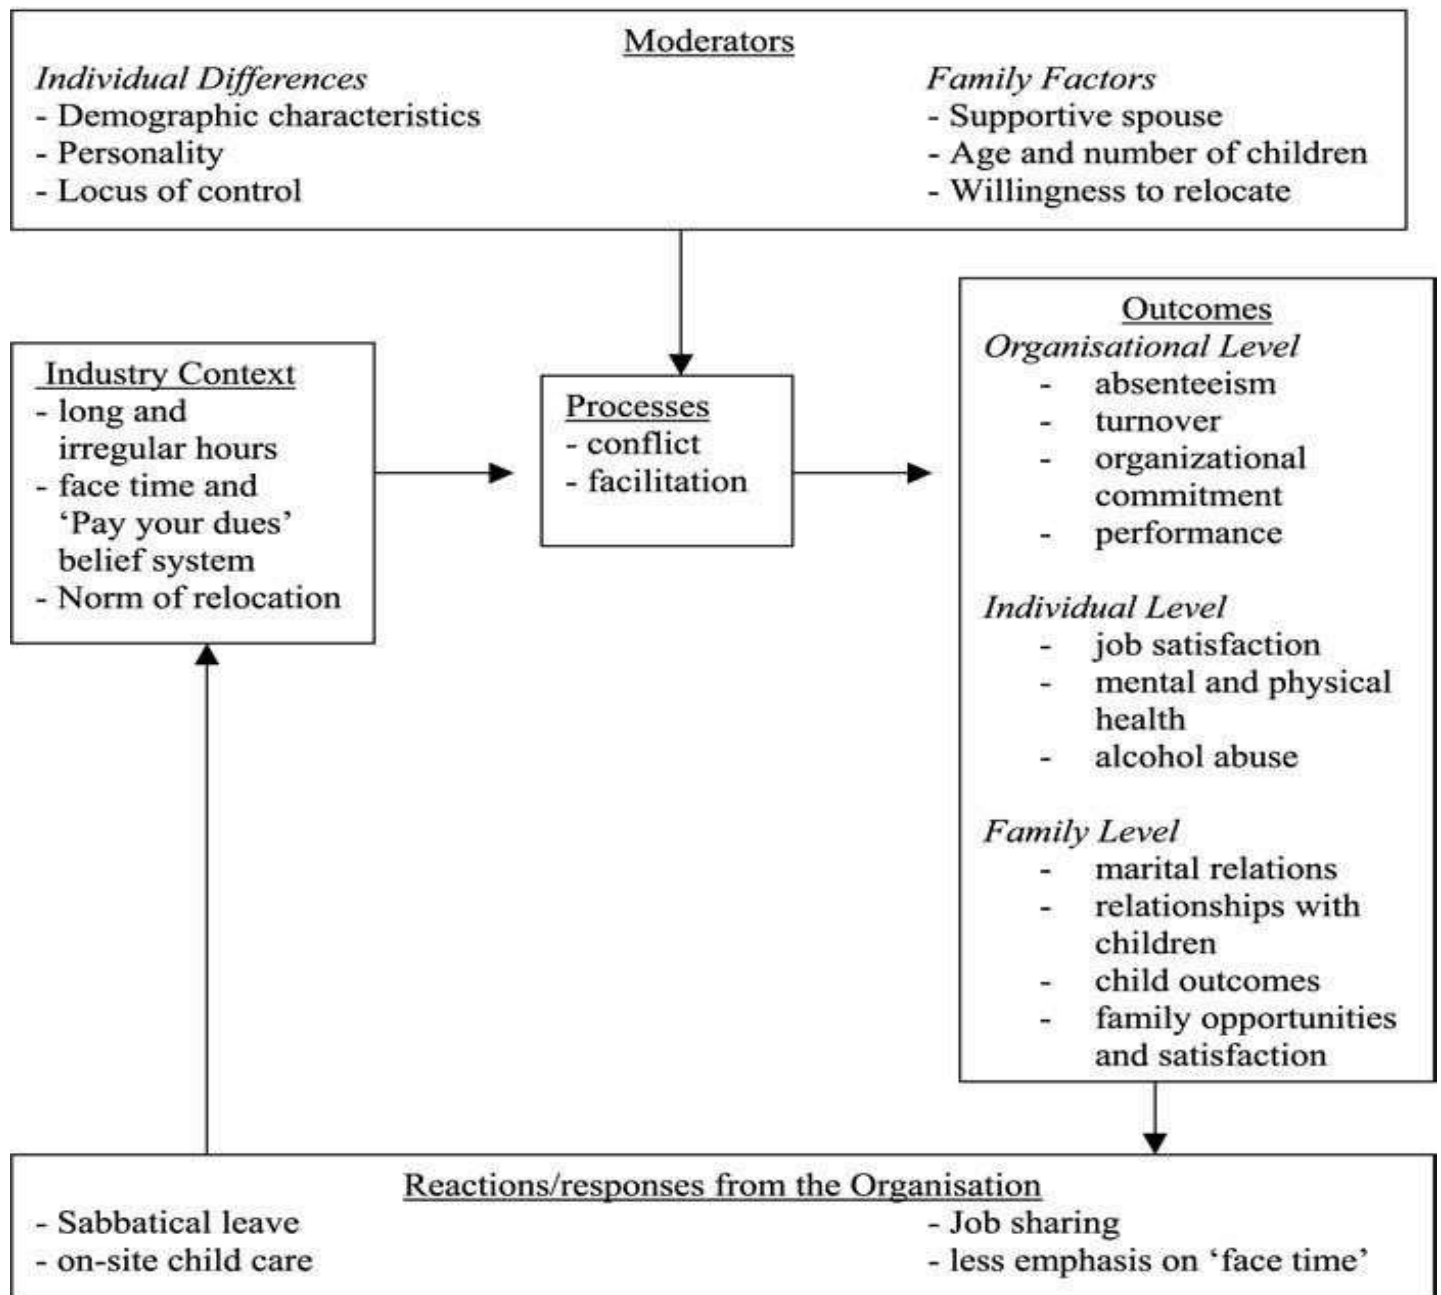 Moderators
Individual Differences
- Demographic characteristics
- Personality
- Locus of control
Family Factors
- Supportive spouse
- Age and number of children
- Willingness to relocate
Industry Context
- long and
irregular hours
- face time and
‘Pay your dues’
belief system
- Norm of relocation
Processes
- conflict
- facilitation
Outcomes
Organisational Level
- absenteeism
- turnover
- organizational
commitment
- performance
Individual Level
- job satisfaction
- mental and physical
health
- alcohol abuse
Family Level
- marital relations
- relationships with
children
- child outcomes
- family opportunities
and satisfaction
Reactions/responses from the Organisation
- Sabbatical leave
- on-site child care
- Job sharing
- less emphasis on ‘face time’